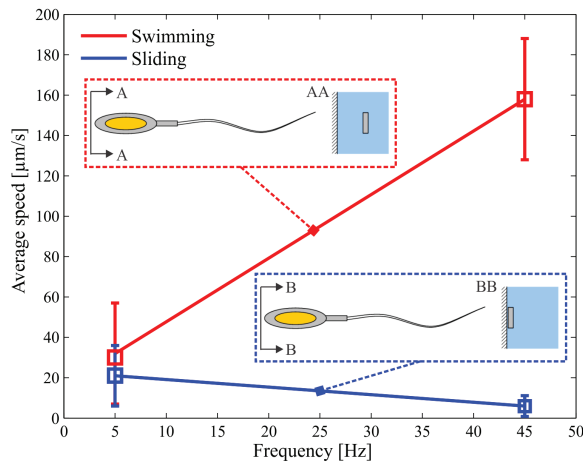 Swimming
Sliding
A
AA
A
B
BB
B
200
180
160
140
120
100
80
60
40
20
0
Average speed [µm/s]
0 5 10 15 20 25 30 35 40 45 50
Frequency [Hz]